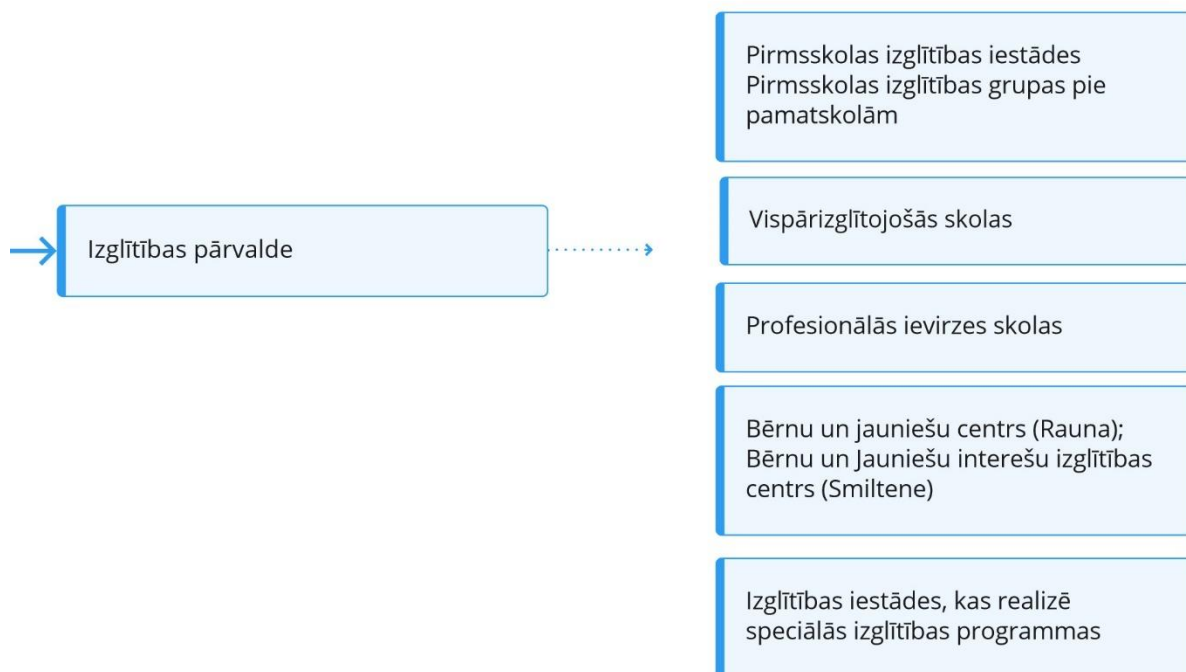 Pirmsskolas izglītības iestādes
Pirmsskolas izglītības grupas pie
pamatskolām
Izglītības pārvalde
Vispārizglītojošās skolas
Profesionālās ievirzes skolas
Bērnu un jauniešu centrs (Rauna);
Bērnu un Jauniešu interešu izglītības
centrs (Smiltene)
Izglītības iestādes, kas realizē
speciālās izglītības programmas